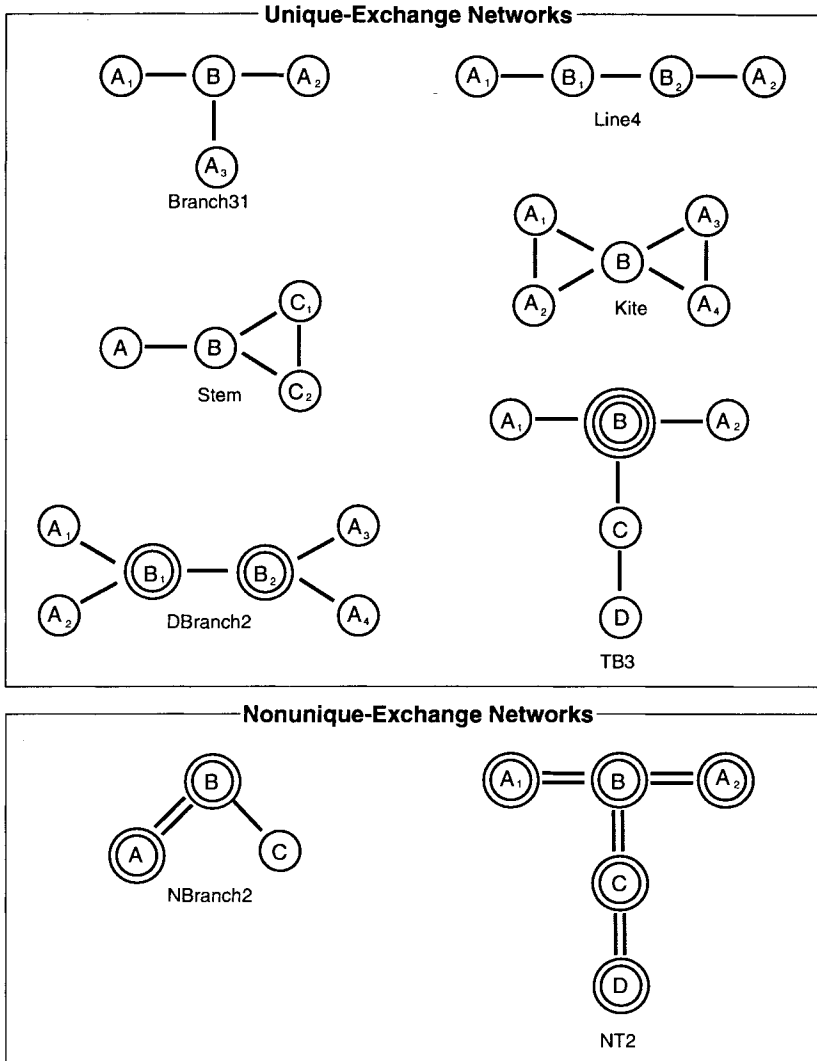 Unique-Exchange Networks
A₁ B A₂
A₃
Branch31
A₁ B₁ B₂ A₂
Line4
A₁ A₃
B
A₂ A₄
Kite
C₁
A B
C₂
Stem
A₁ B A₂
C
D
TB3
A₁ A₃
B₁ B₂
A₂ A₄
DBranch2
Nonunique-Exchange Networks
B
A C
NBranch2
A₁ B A₂
C
D
NT2